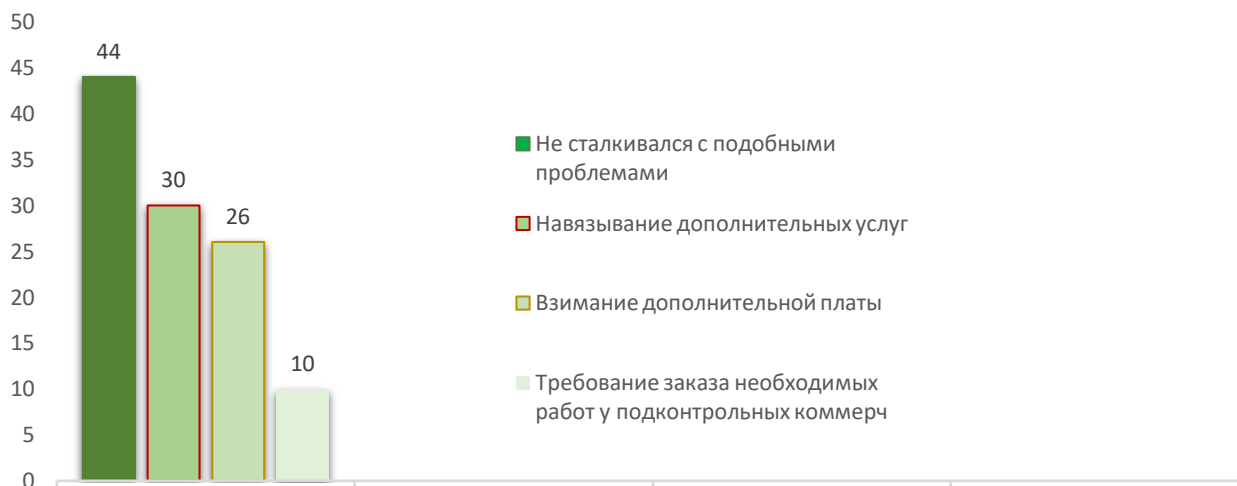 50
45
40
35
30
25
20
15
10
5
0
44
30
26
10
Не сталкивался с подобными
проблемами
Навязывание дополнительных услуг
Взимание дополнительной платы
Требование заказа необходимых
работ у подконтрольных коммерч